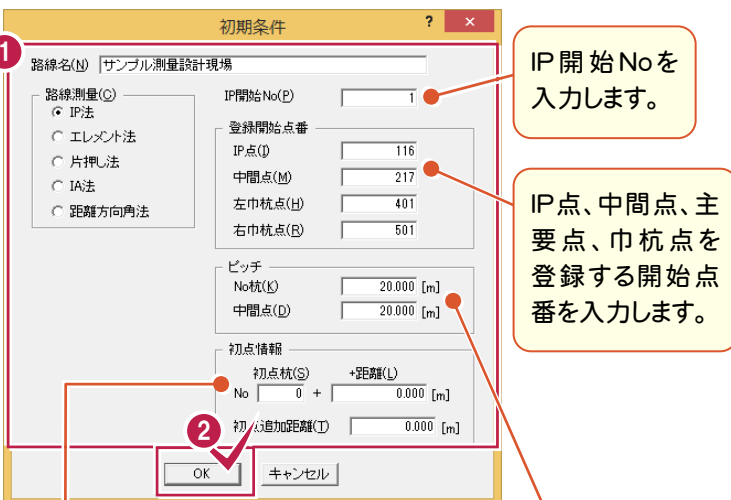 初期条件 ? ×
1
路線名(N) サンプル測量設計現場
路線測量(C)
IP法
エレメント法
片押し法
IA法
距離方向角法
IP開始No(P) 1
登録開始点番
IP点(I) 116
中間点(M) 217
左巾杭点(H) 401
右巾杭点(R) 501
ピッチ
No杭(K) 20.000 [m]
中間点(D) 20.000 [m]
初点情報
初点杭(S) +距離(L)
No 0 + 0.000 [m]
初点追加距離(T) 0.000 [m]
2
OK キャンセル
IP開始Noを
入力します。
IP点、中間点、主
要点、巾杭点を
登録する開始点
番を入力します。